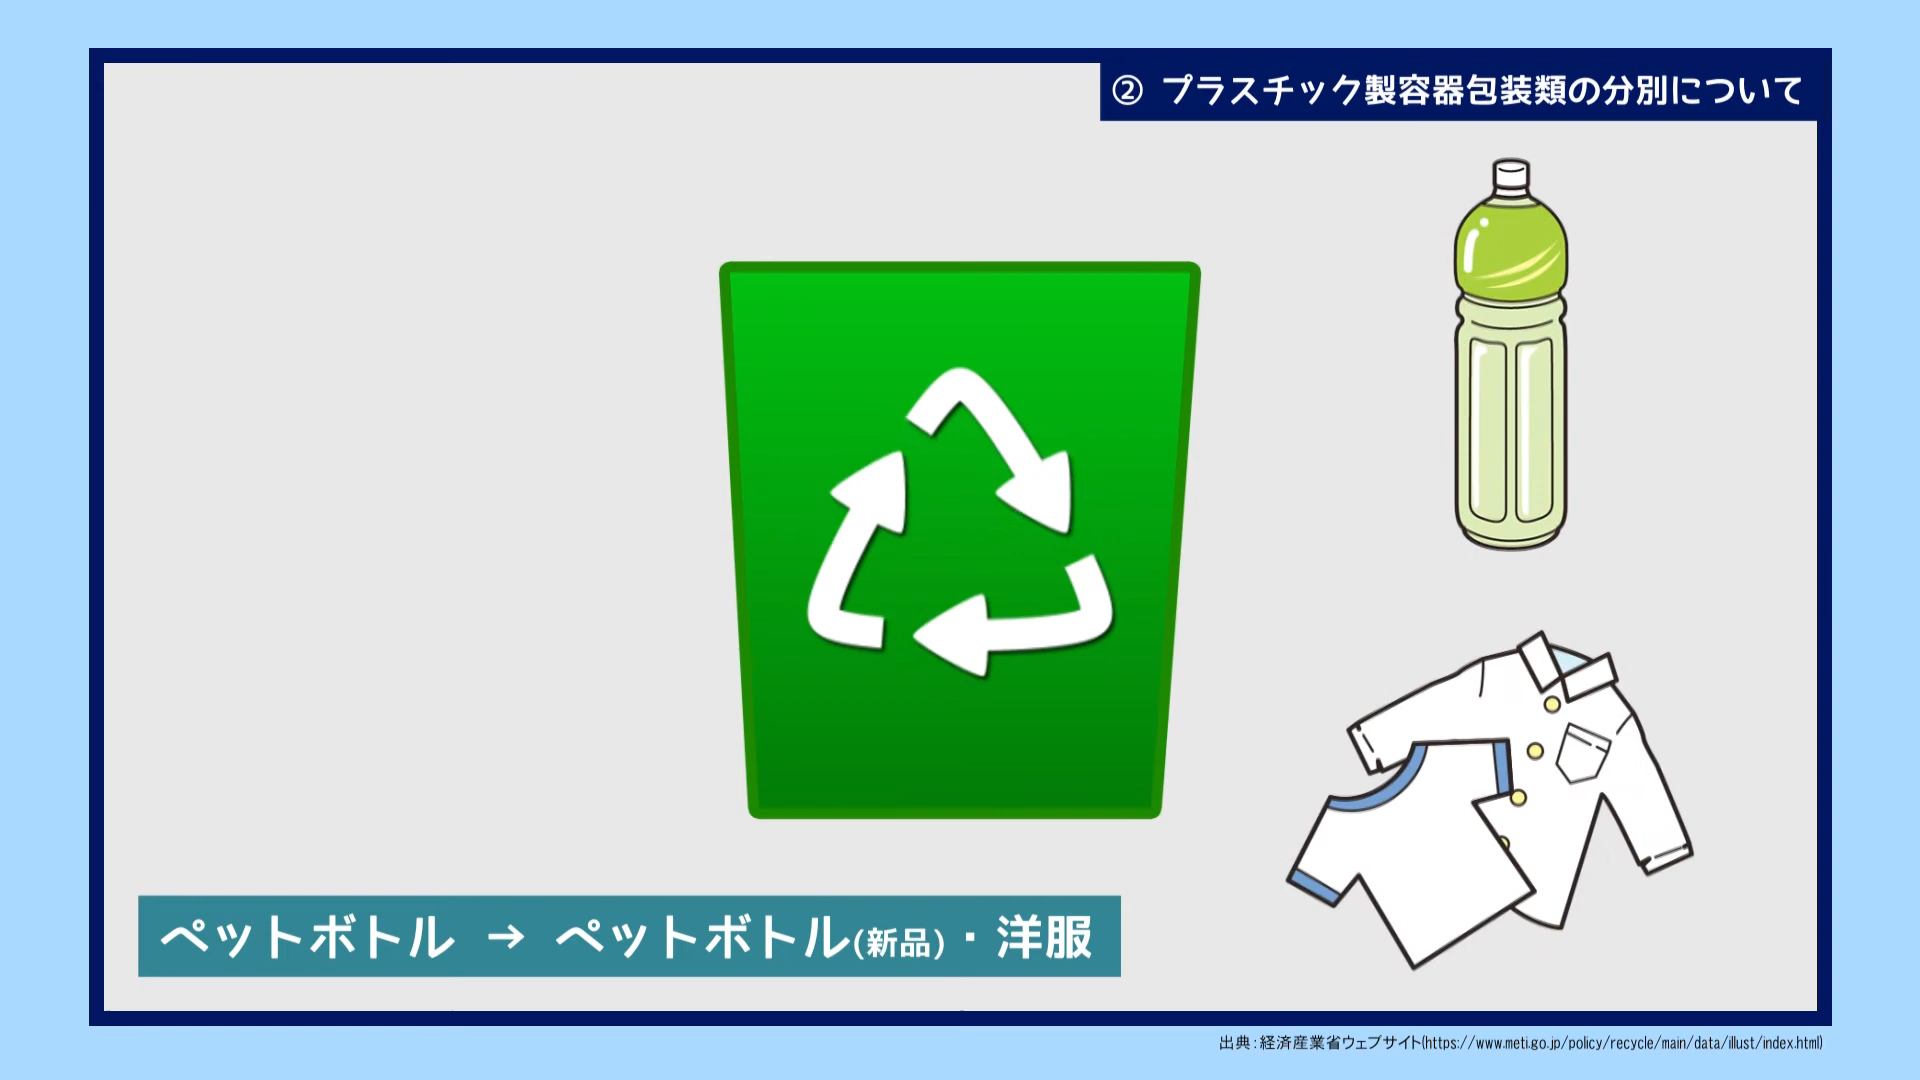 ② プラスチック製容器包装類の分別について
ペットボトル → ペットボトル(新品)・洋服
出典：経済産業省ウェブサイト(https://www.meti.go.jp/policy/recycle/main/data/illust/index.html)